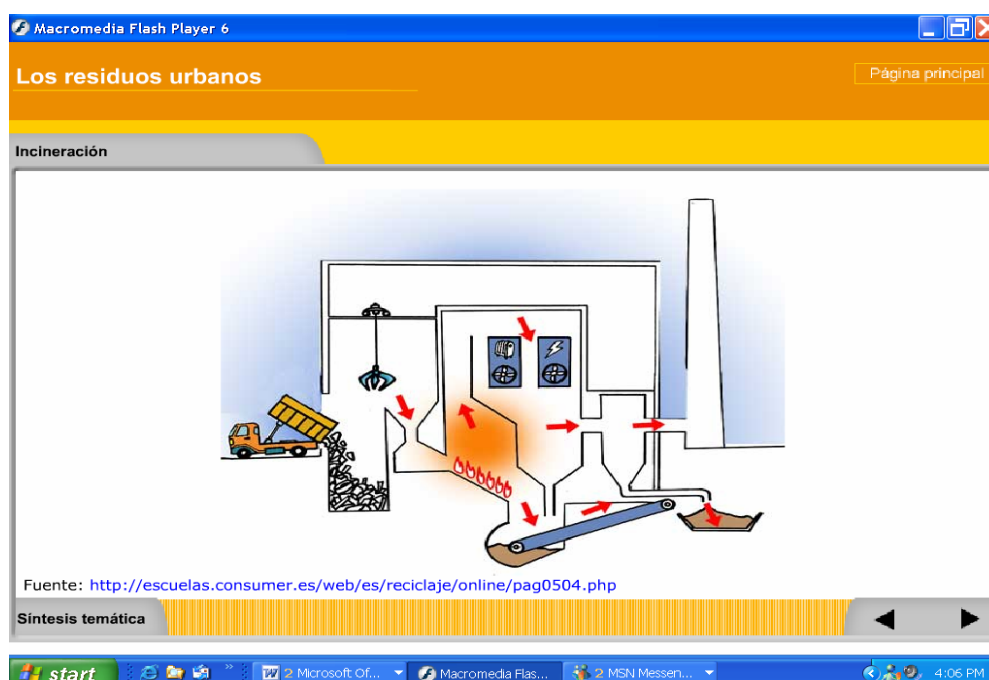 Macromedia Flash Player 6
Los residuos urbanos
Página principal
Incineración
Fuente: http://escuelas.consumer.es/web/es/reciclaje/online/pag0504.php
Síntesis temática
start
2 Microsoft Of...
Macromedia Flas...
2 MSN Messen...
4:06 PM